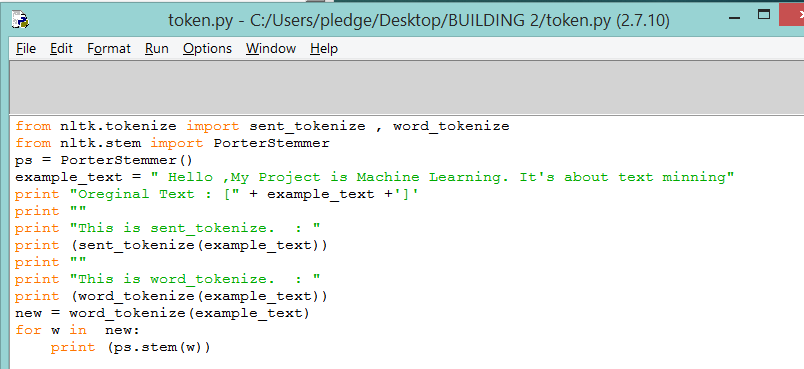 token.py - C:/Users/pledge/Desktop/BUILDING 2/token.py (2.7.10)
File Edit Format Run Options Window Help
from nltk.tokenize import sent_tokenize , word_tokenize
from nltk.stem import PorterStemmer
ps = PorterStemmer()
example_text = " Hello ,My Project is Machine Learning. It's about text minning"
print "Oreginal Text : [" + example_text +']'
print ""
print "This is sent_tokenize.  : "
print (sent_tokenize(example_text))
print ""
print "This is word_tokenize.  : "
print (word_tokenize(example_text))
new = word_tokenize(example_text)
for w in  new:
    print (ps.stem(w))